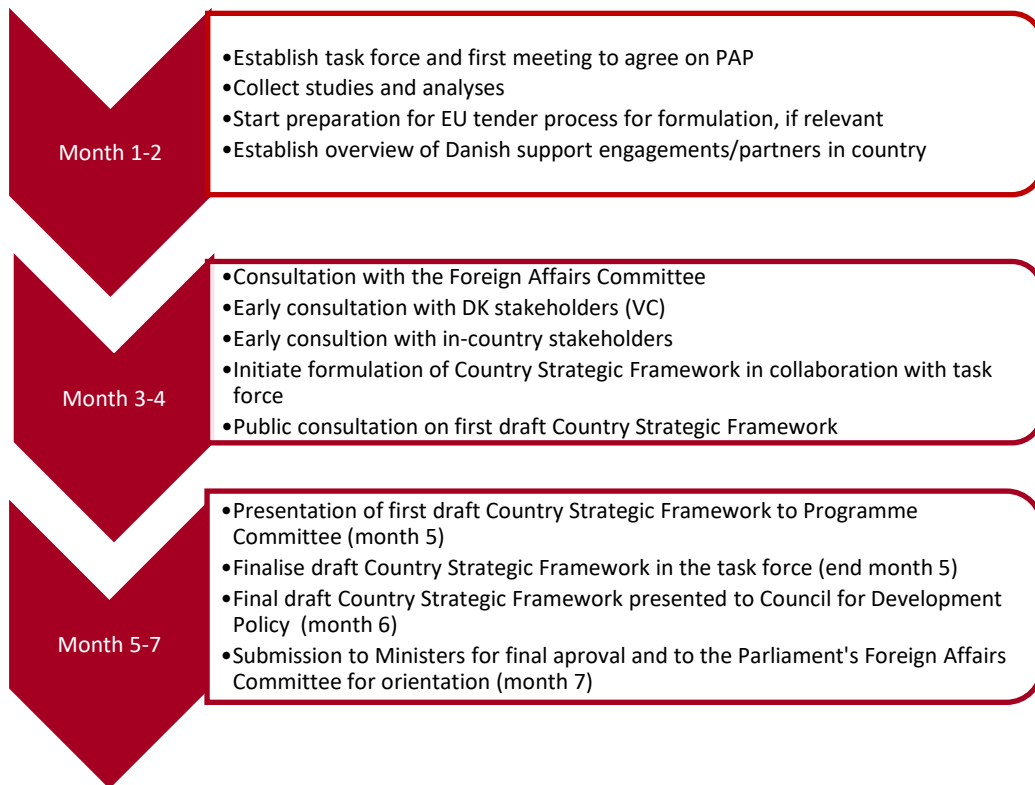 Month 1-2
•Establish task force and first meeting to agree on PAP
•Collect studies and analyses
•Start preparation for EU tender process for formulation, if relevant
•Establish overview of Danish support engagements/partners in country
Month 3-4
•Consultation with the Foreign Affairs Committee
•Early consultation with DK stakeholders (VC)
•Early consultion with in-country stakeholders
•Initiate formulation of Country Strategic Framework in collaboration with task
force
•Public consultation on first draft Country Strategic Framework
Month 5-7
•Presentation of first draft Country Strategic Framework to Programme
Committee (month 5)
•Finalise draft Country Strategic Framework in the task force (end month 5)
•Final draft Country Strategic Framework presented to Council for Development
Policy (month 6)
•Submission to Ministers for final aproval and to the Parliament's Foreign Affairs
Committee for orientation (month 7)